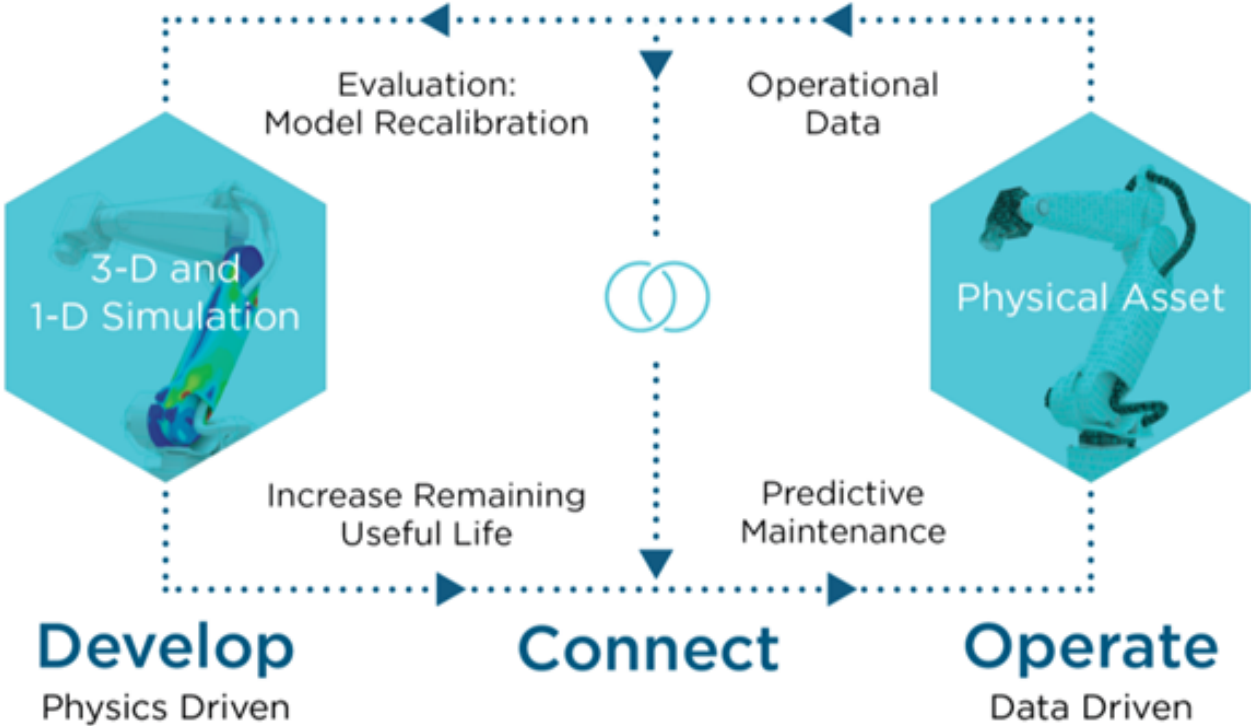 Evaluation:
Model Recalibration
Operational
Data
3-D and
1-D Simulation
Physical Asset
Increase Remaining
Useful Life
Predictive
Maintenance
Develop
Physics Driven
Connect
Operate
Data Driven